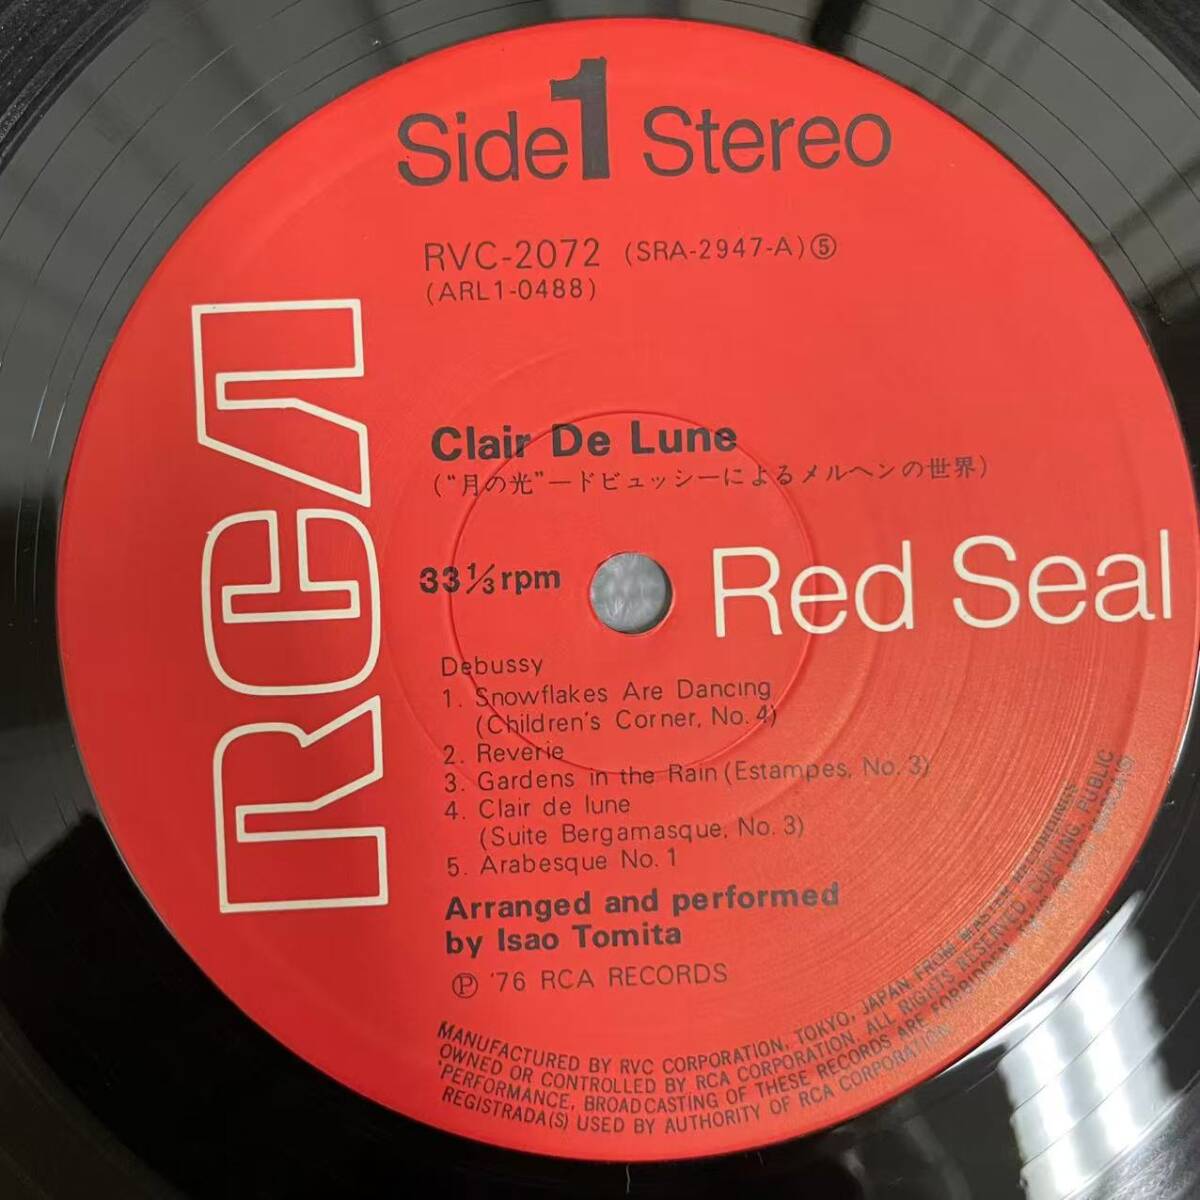 Side 1 Stereo
RVC-2072 (SRA-2947-A)⑤
(ARL1-0488)
RCA
Clair De Lune
(“月の光”—ドビュッシーによるメルヘンの世界)
33⅓rpm
Red Seal
Debussy
1. Snowflakes Are Dancing
(Children's Corner, No. 4)
2. Reverie
3. Gardens in the Rain (Estampes, No. 3)
4. Clair de lune
(Suite Bergamasque, No. 3)
5. Arabesque No. 1
Arranged and performed
by Isao Tomita
Ⓟ '76 RCA RECORDS
MANUFACTURED BY RVC CORPORATION, TOKYO, JAPAN FROM MASTER RECORDINGS
OWNED OR CONTROLLED BY RCA CORPORATION, ALL RIGHTS RESERVED, COPYING, PUBLIC
PERFORMANCE, BROADCASTING OF THESE RECORDS ARE FORBIDDEN
REGISTRADA(S) USED BY AUTHORITY OF RCA CORPORATION